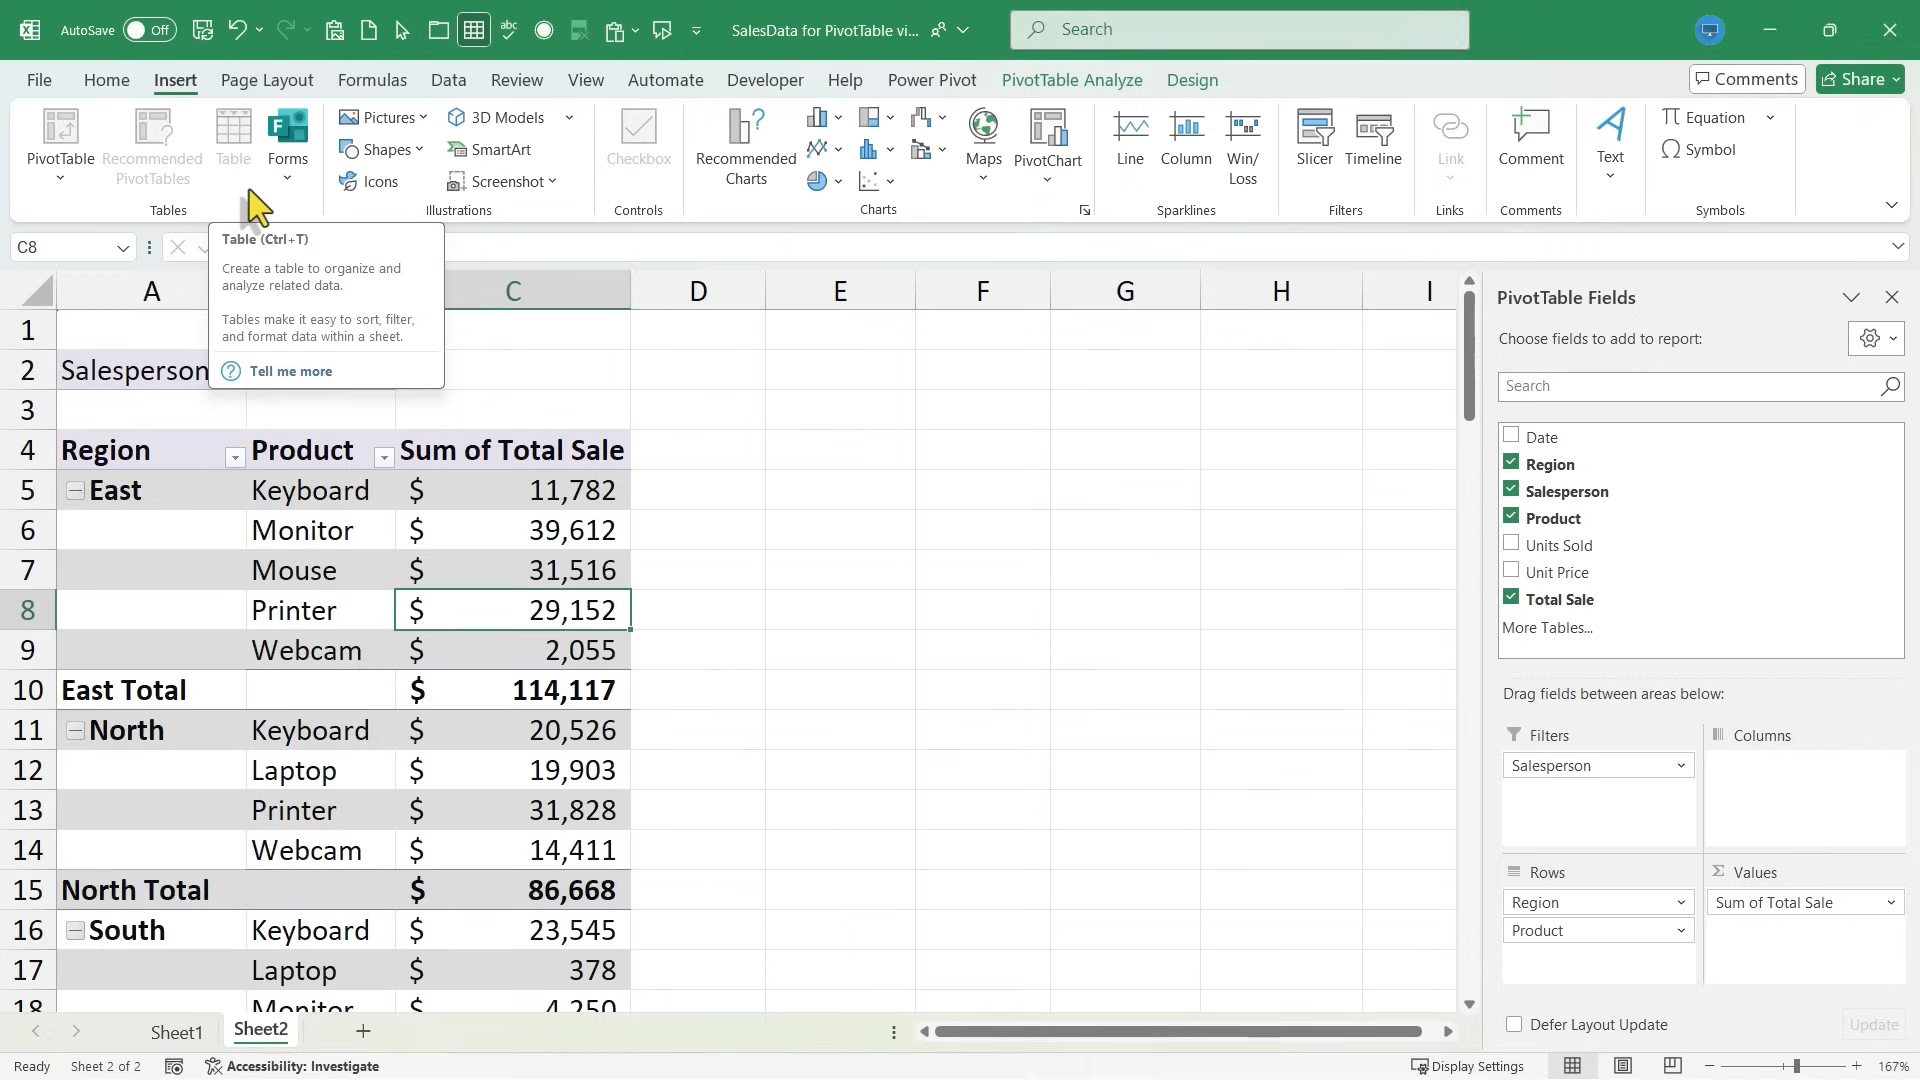 AutoSave Off SalesData for PivotTable vi... Search
File Home Insert Page Layout Formulas Data Review View Automate Developer Help Power Pivot PivotTable Analyze Design Comments Share
PivotTable Recommended PivotTables Table Forms
Pictures 3D Models
Shapes SmartArt
Icons Screenshot
Checkbox
Recommended Charts
Maps PivotChart
Line Column Win/Loss
Slicer Timeline
Link Comment Text
Equation
Symbol
Tables Illustrations Controls Charts Sparklines Filters Links Comments Symbols
C8
Table (Ctrl+T)
Create a table to organize and
analyze related data.
Tables make it easy to sort, filter,
and format data within a sheet.
Tell me more
A C D E F G H I
1
2 Salesperson
3
4 Region Product Sum of Total Sale
5 East Keyboard $ 11,782
6 Monitor $ 39,612
7 Mouse $ 31,516
8 Printer $ 29,152
9 Webcam $ 2,055
10 East Total $ 114,117
11 North Keyboard $ 20,526
12 Laptop $ 19,903
13 Printer $ 31,828
14 Webcam $ 14,411
15 North Total $ 86,668
16 South Keyboard $ 23,545
17 Laptop $ 378
18 Monitor $ 4,250
PivotTable Fields
Choose fields to add to report:
Search
Date
Region
Salesperson
Product
Units Sold
Unit Price
Total Sale
More Tables...
Drag fields between areas below:
Filters Columns
Salesperson
Rows Values
Region Sum of Total Sale
Product
Defer Layout Update Update
Sheet1 Sheet2
Ready Sheet 2 of 2 Accessibility: Investigate Display Settings 167%